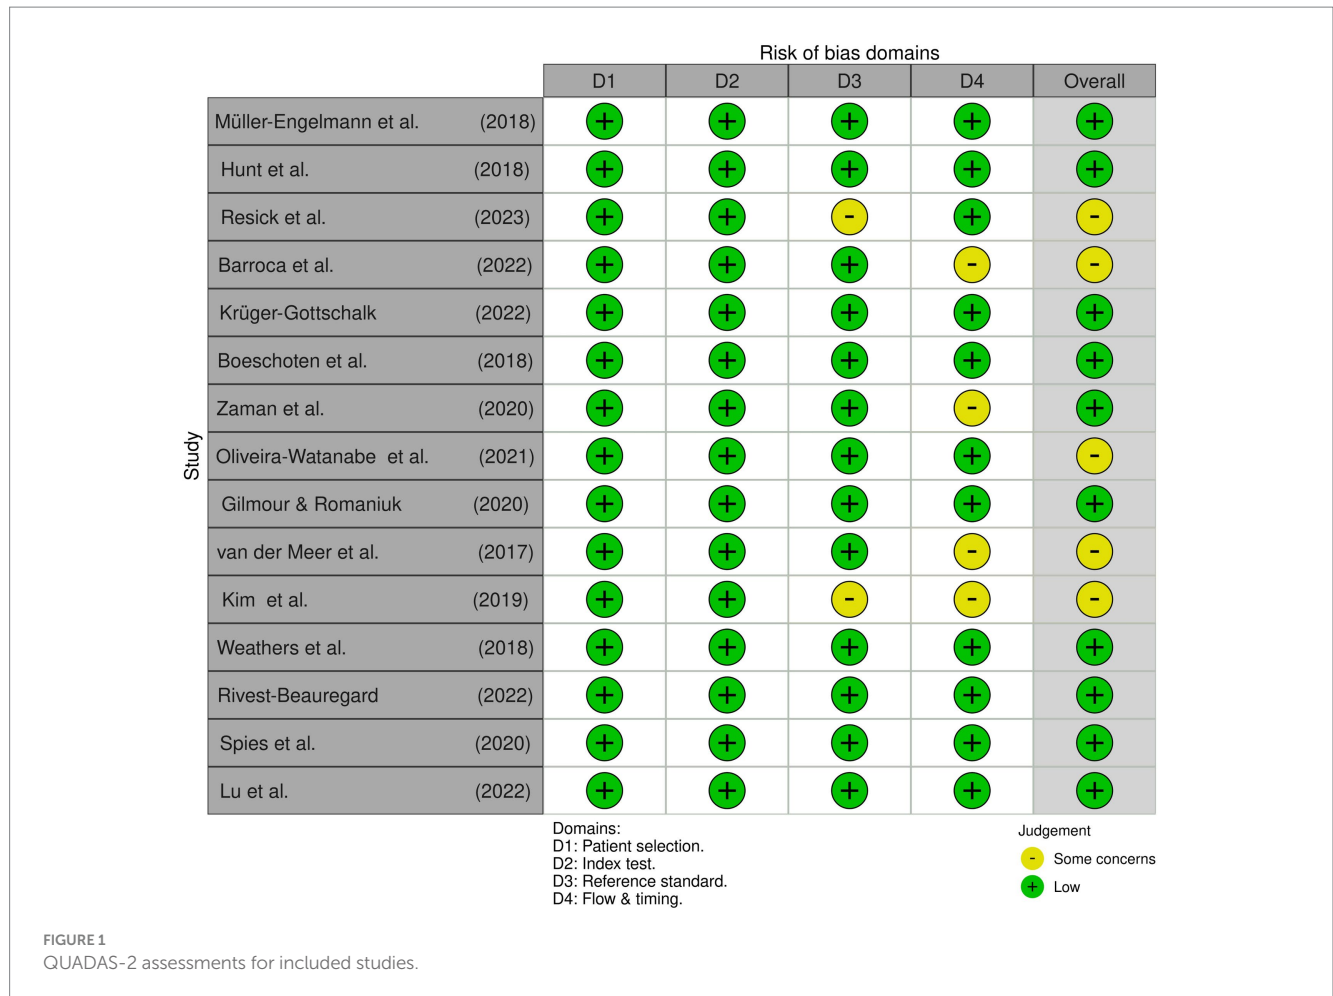 Risk of bias domains
D1 D2 D3 D4 Overall
Study
Müller-Engelmann et al. (2018) + + + + +
Hunt et al. (2018) + + + + +
Resick et al. (2023) + + - + -
Barroca et al. (2022) + + + - -
Krüger-Gottschalk (2022) + + + + +
Boeschoten et al. (2018) + + + + +
Zaman et al. (2020) + + + - +
Oliveira-Watanabe et al. (2021) + + + + -
Gilmour & Romaniuk (2020) + + + + +
van der Meer et al. (2017) + + + - -
Kim et al. (2019) + + - - -
Weathers et al. (2018) + + + + +
Rivest-Beauregard (2022) + + + + +
Spies et al. (2020) + + + + +
Lu et al. (2022) + + + + +
Domains:
D1: Patient selection.
D2: Index test.
D3: Reference standard.
D4: Flow & timing.
Judgement
- Some concerns
+ Low
FIGURE 1
QUADAS-2 assessments for included studies.